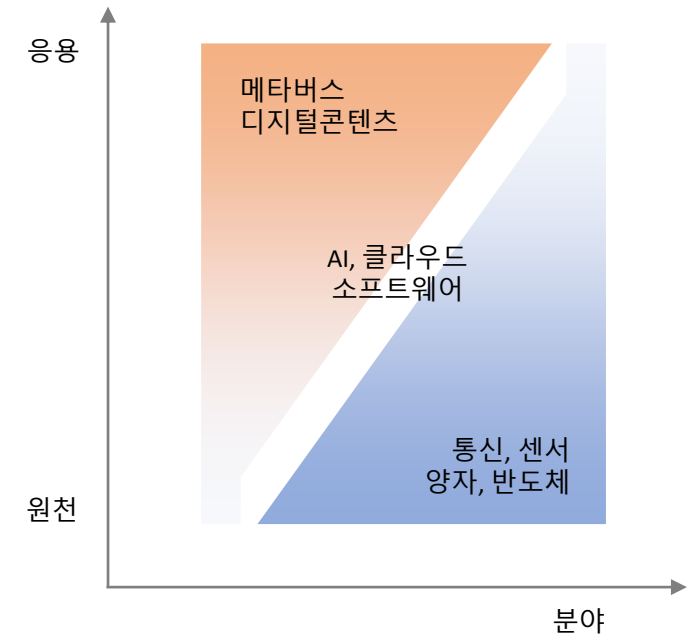 응용
메타버스
디지털콘텐츠
AI, 클라우드
소프트웨어
통신, 센서
양자, 반도체
원천
분야